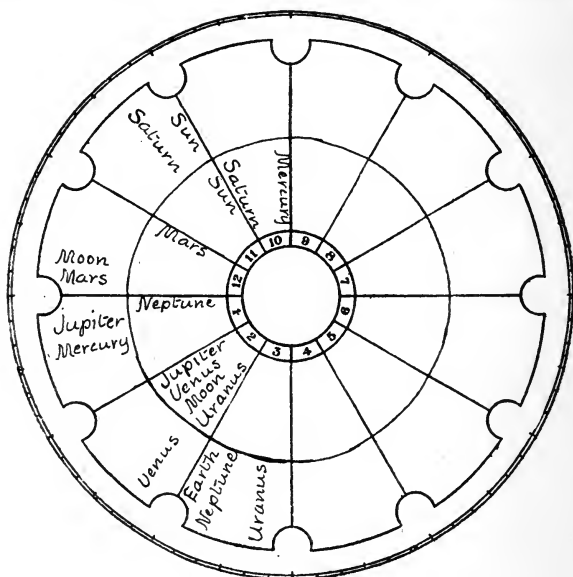 Sun
Saturn
Saturn
Sun
Mercury
Mars
Moon
Mars
Neptune
Jupiter
Mercury
Jupiter
Venus
Moon
Uranus
Venus
Earth
Neptune
Uranus
10
9
8
7
6
5
4
3
2
1
12
11